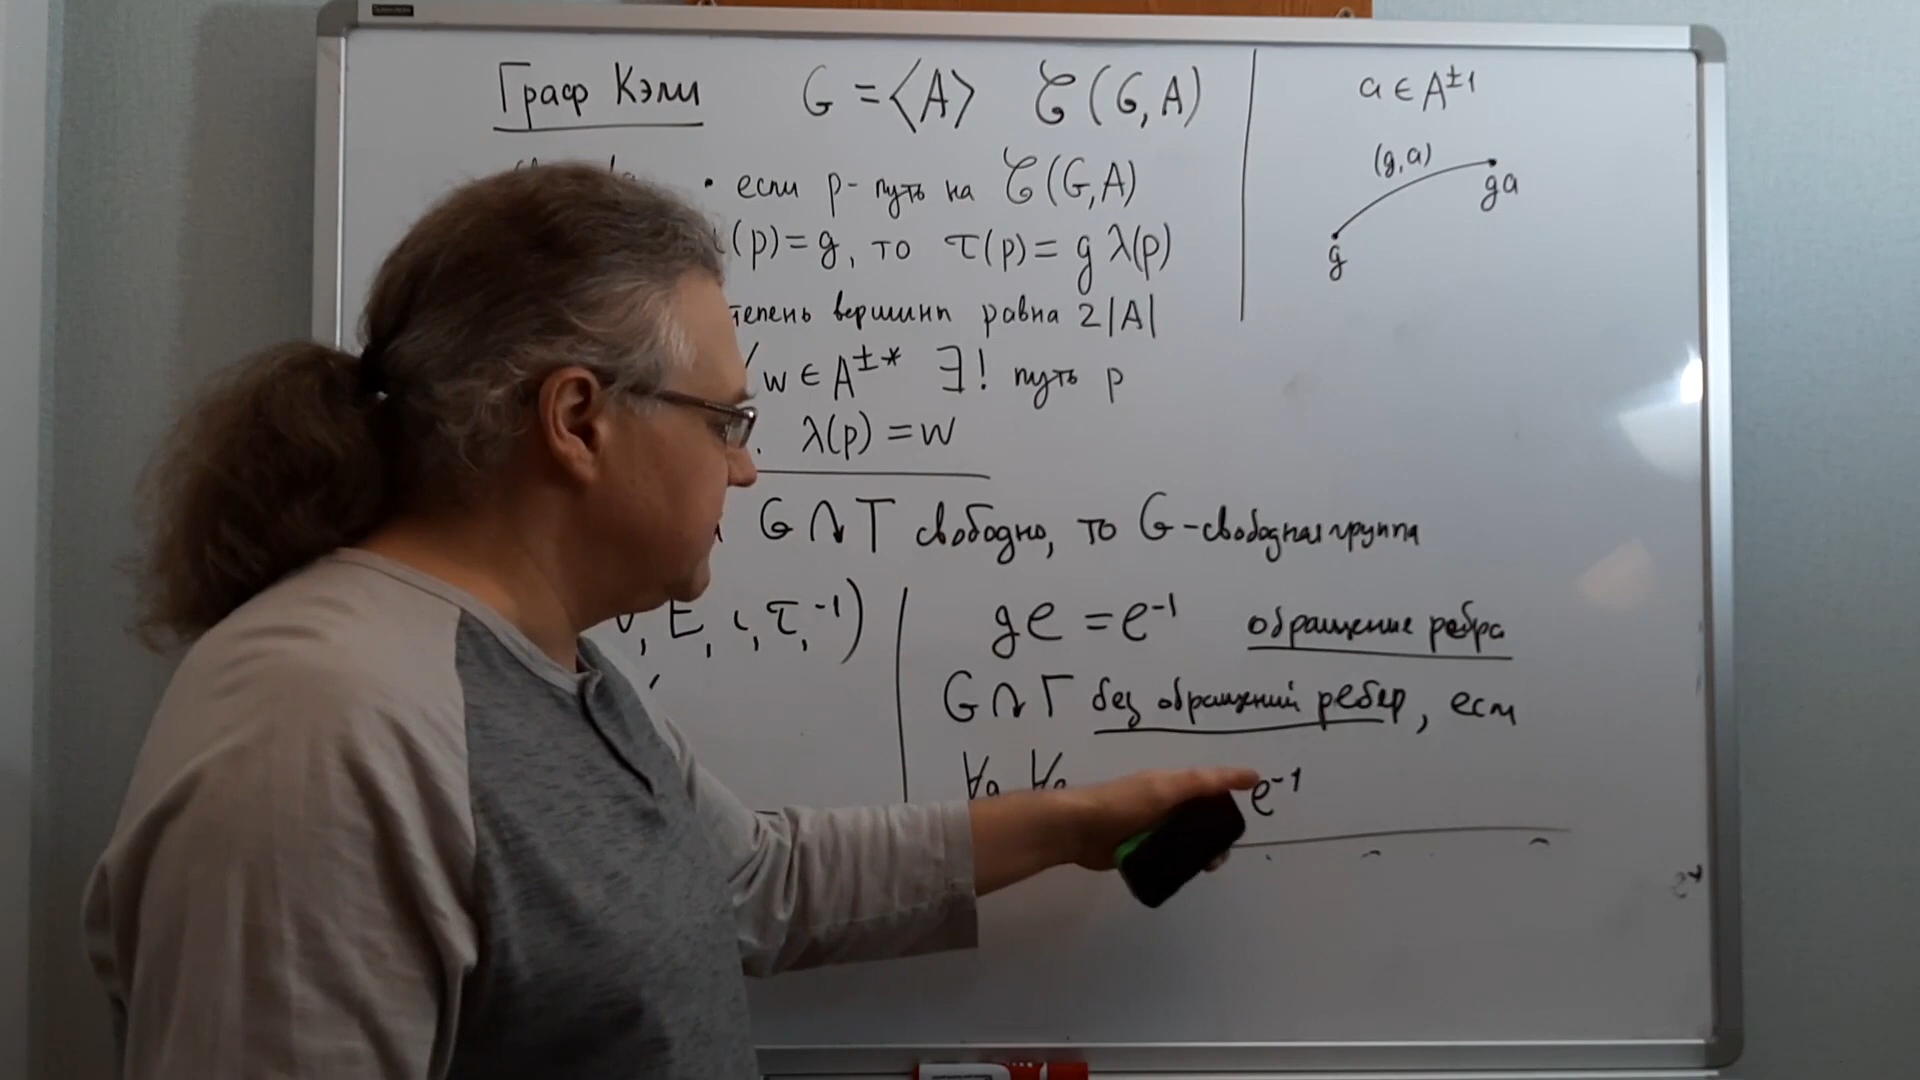 Граф Кэли G = ⟨A⟩ 𝒞(G, A)
• если p - путь на 𝒞(G, A)
(p) = g, то τ(p) = g λ(p)
тепень вершины равна 2|A|
w ∈ A^{±*} ∃! путь p
λ(p) = w
a ∈ A^{±1}
(g, a)
ga
g
G ↷ T свободно, то G - свободная группа
, E, ι, τ, ⁻¹)
ge = e⁻¹ обращение ребра
G ↷ Γ без обращений ребер, если
∀g ∀e e⁻¹